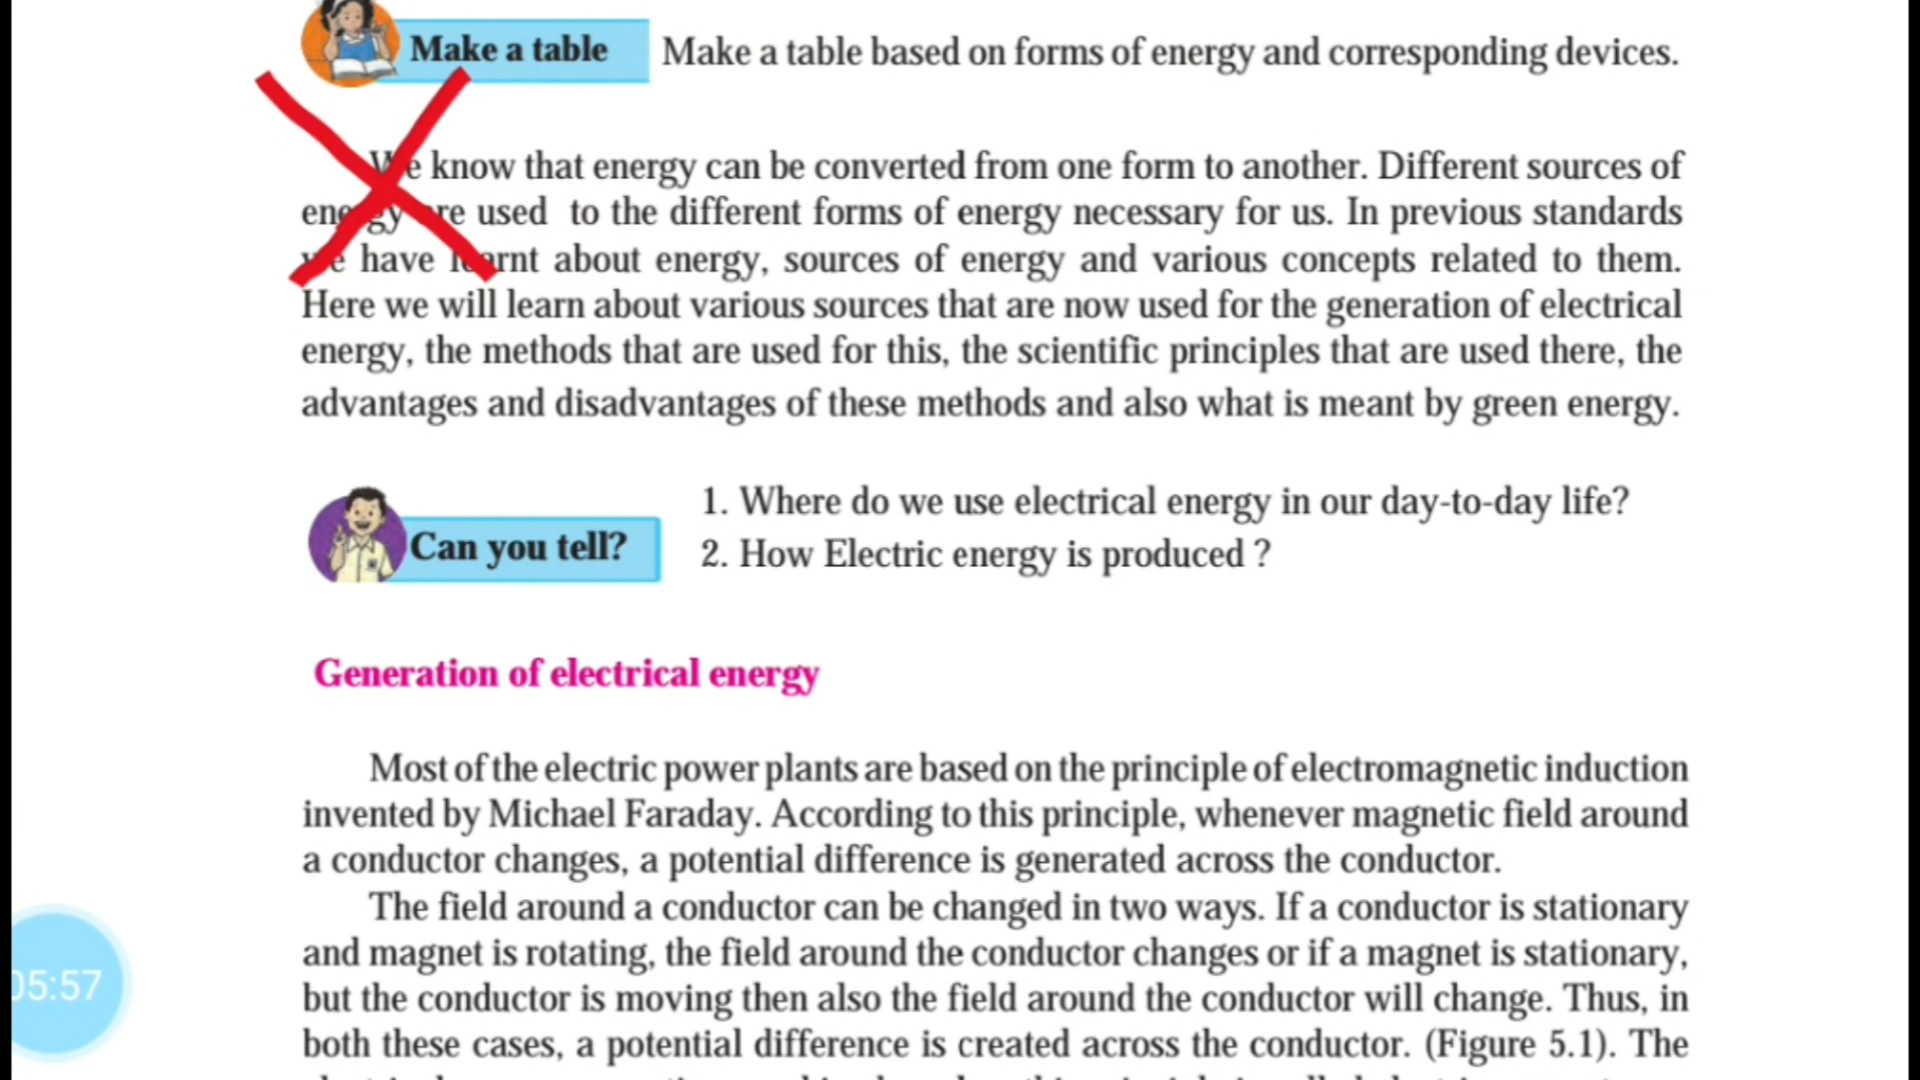 Make a table Make a table based on forms of energy and corresponding devices.
We know that energy can be converted from one form to another. Different sources of
energy are used to the different forms of energy necessary for us. In previous standards
we have learnt about energy, sources of energy and various concepts related to them.
Here we will learn about various sources that are now used for the generation of electrical
energy, the methods that are used for this, the scientific principles that are used there, the
advantages and disadvantages of these methods and also what is meant by green energy.
1. Where do we use electrical energy in our day-to-day life?
Can you tell?
2. How Electric energy is produced ?
Generation of electrical energy
Most of the electric power plants are based on the principle of electromagnetic induction
invented by Michael Faraday. According to this principle, whenever magnetic field around
a conductor changes, a potential difference is generated across the conductor.
The field around a conductor can be changed in two ways. If a conductor is stationary
and magnet is rotating, the field around the conductor changes or if a magnet is stationary,
but the conductor is moving then also the field around the conductor will change. Thus, in
05:57
both these cases, a potential difference is created across the conductor. (Figure 5.1). The